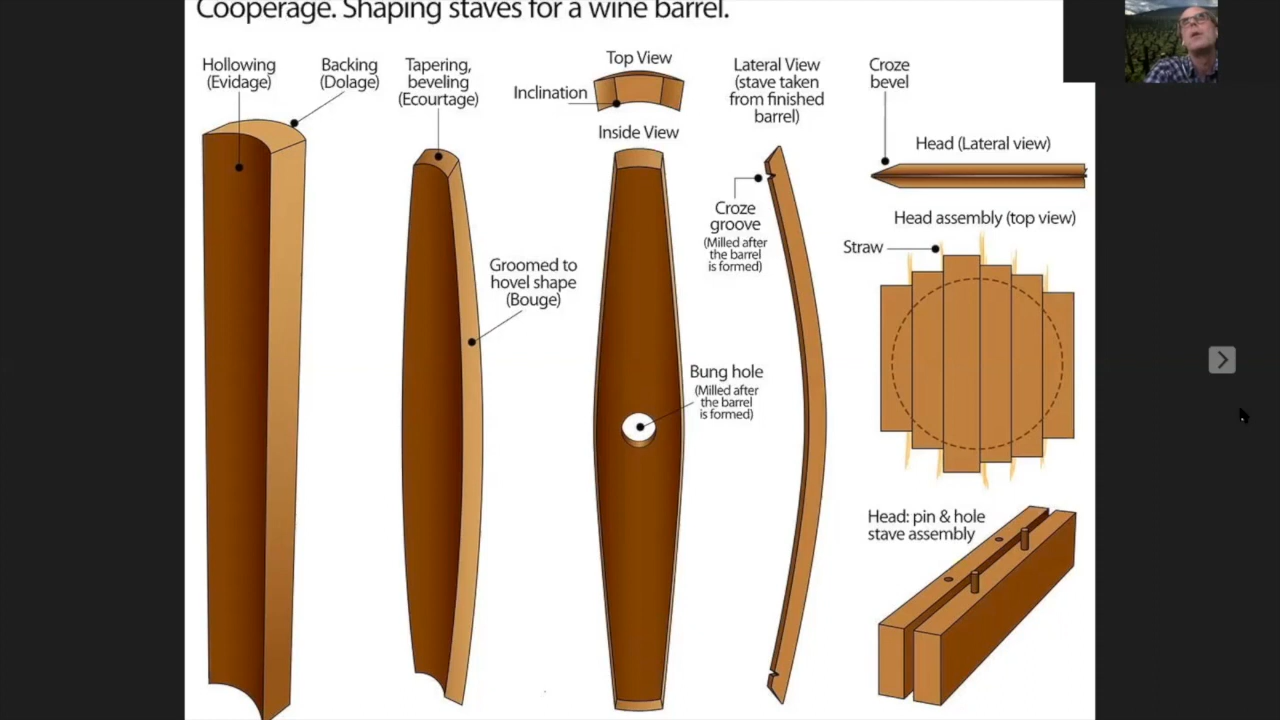 Cooperage. Shaping staves for a wine barrel.
Hollowing
(Evidage)
Backing
(Dolage)
Tapering,
beveling
(Ecourtage)
Top View
Inclination
Inside View
Lateral View
(stave taken
from finished
barrel)
Croze
bevel
Head (Lateral view)
Croze
groove
(Milled after
the barrel
is formed)
Head assembly (top view)
Straw
Groomed to
hovel shape
(Bouge)
Bung hole
(Milled after
the barrel
is formed)
Head: pin & hole
stave assembly